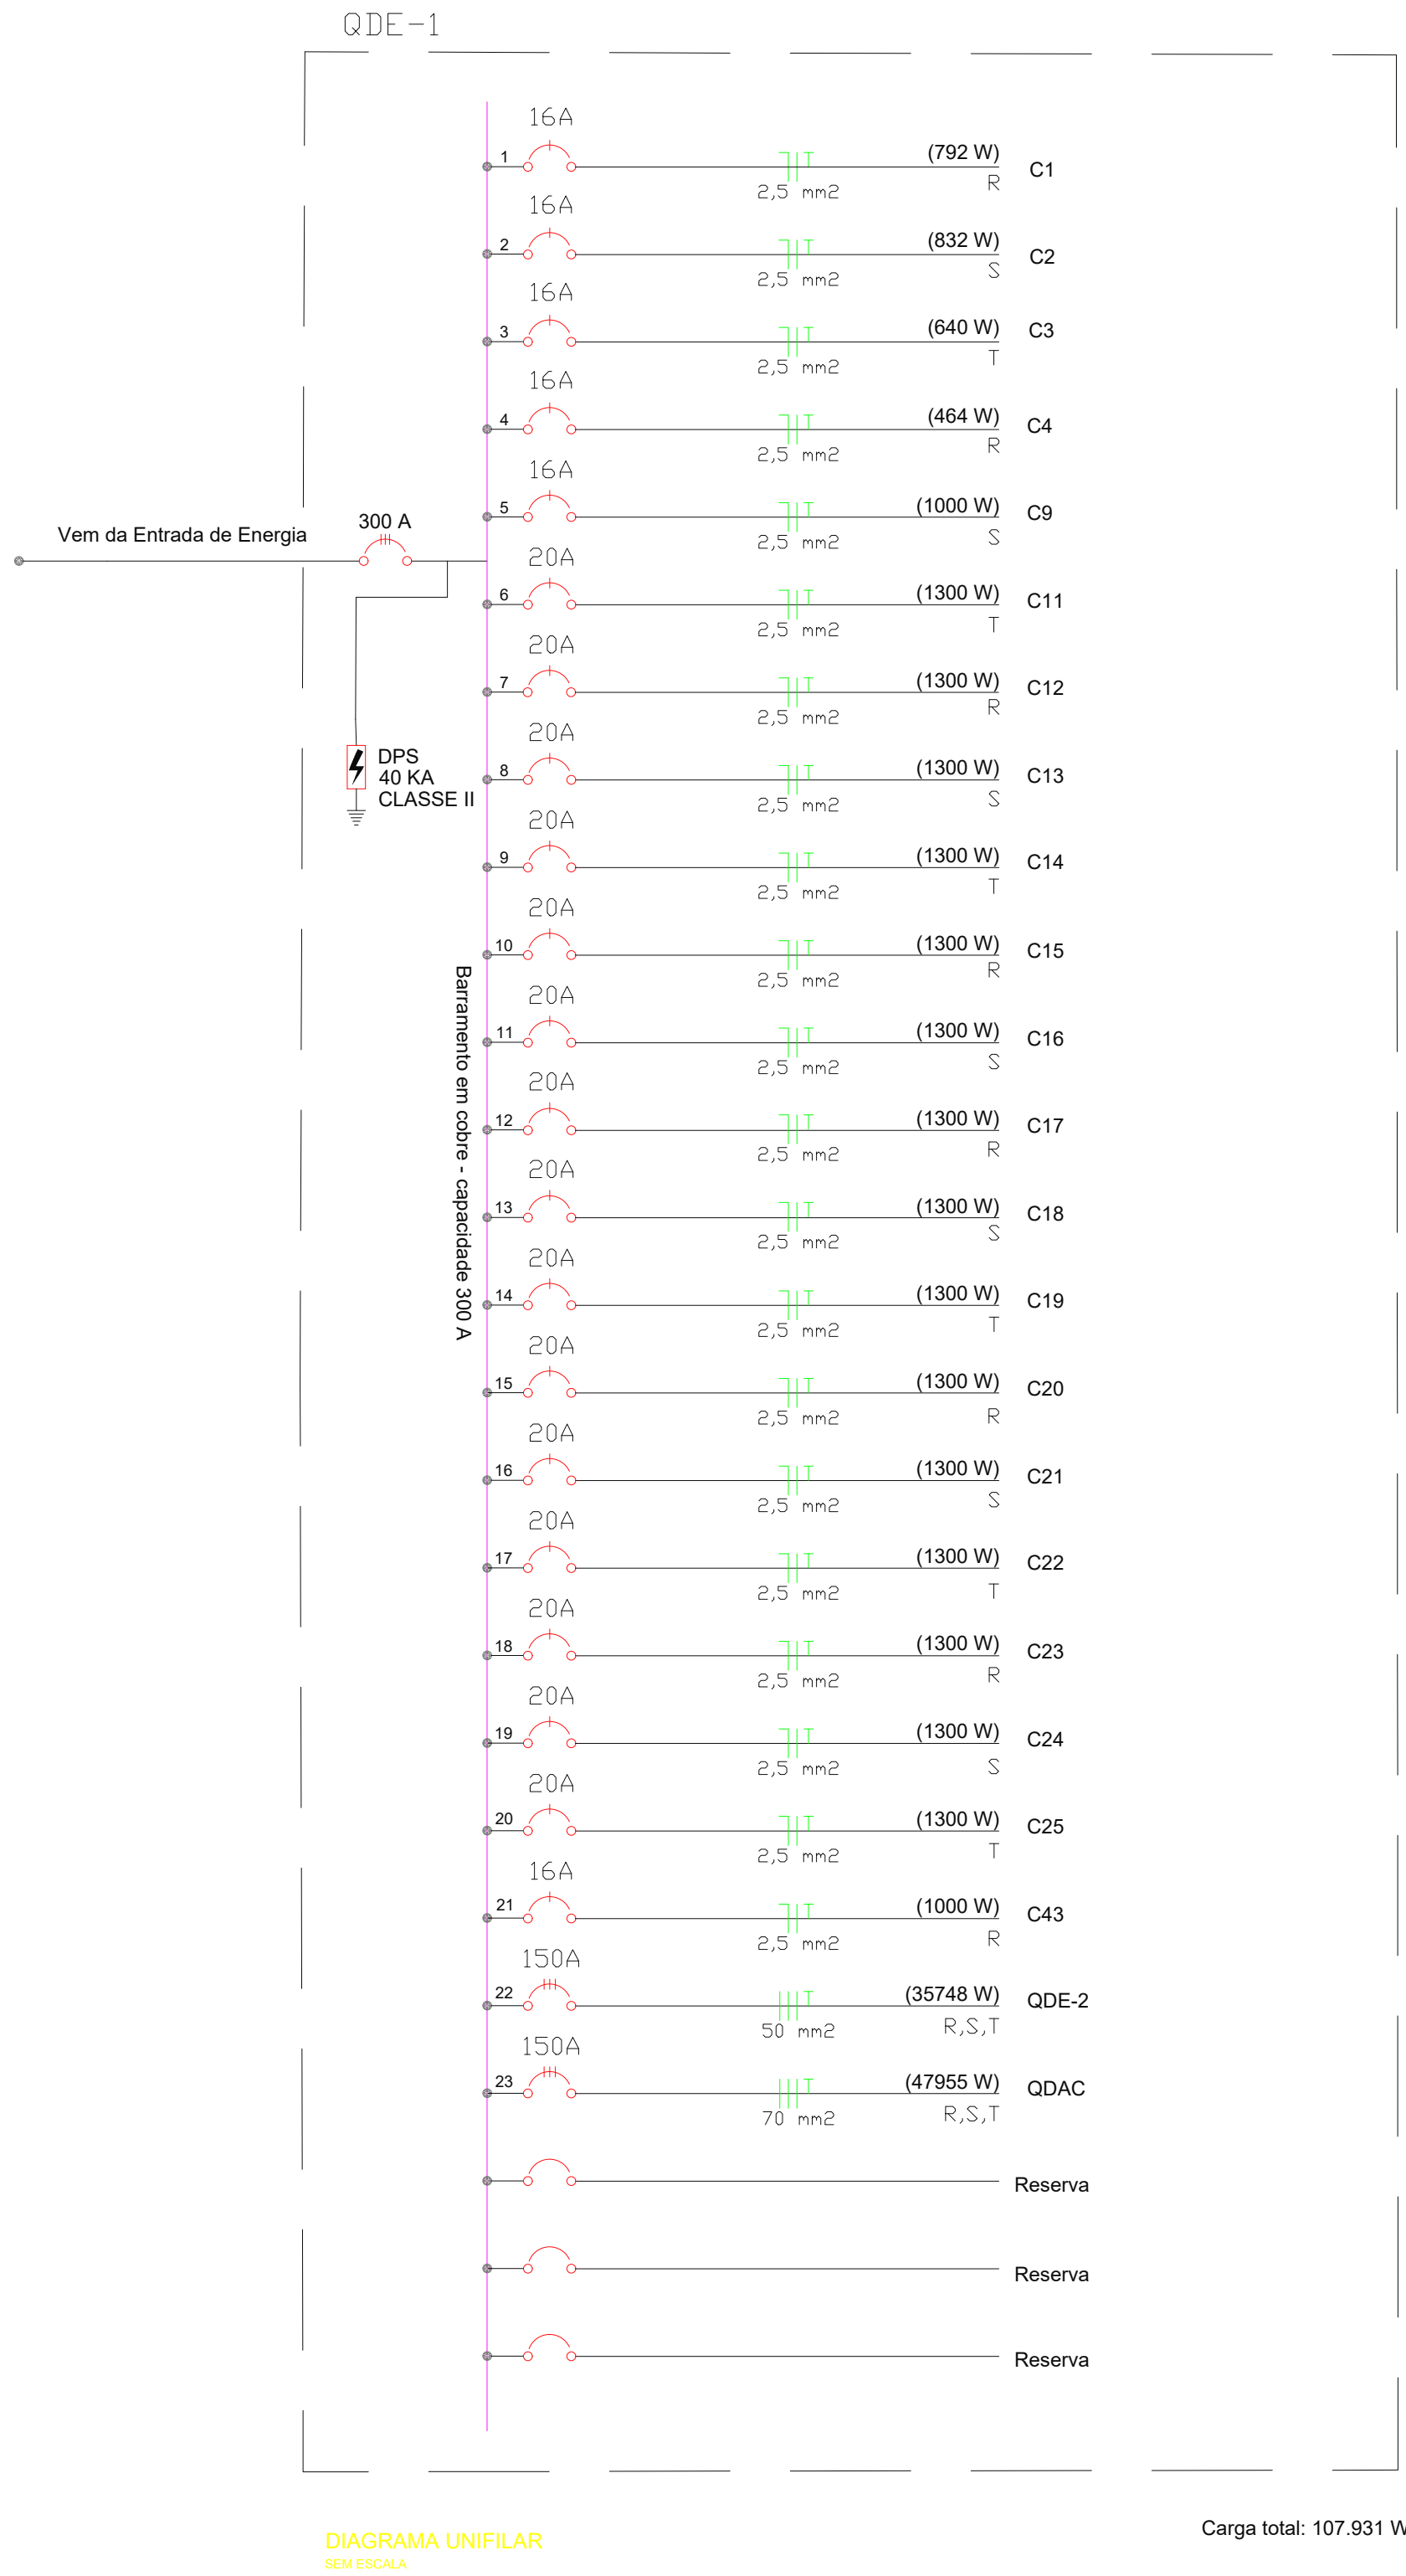 QDE-1
16A
1
(792 W)
C1
2,5 mm2
R
16A
2
(832 W)
C2
2,5 mm2
S
16A
3
(640 W)
C3
2,5 mm2
T
16A
4
(464 W)
C4
2,5 mm2
R
16A
5
(1000 W)
C9
2,5 mm2
S
Vem da Entrada de Energia
300 A
20A
6
(1300 W)
C11
2,5 mm2
T
20A
7
(1300 W)
C12
2,5 mm2
R
20A
8
(1300 W)
C13
2,5 mm2
S
DPS
40 KA
CLASSE II
20A
9
(1300 W)
C14
2,5 mm2
T
20A
10
(1300 W)
C15
2,5 mm2
R
Barramento em cobre - capacidade 300 A
20A
11
(1300 W)
C16
2,5 mm2
S
20A
12
(1300 W)
C17
2,5 mm2
R
20A
13
(1300 W)
C18
2,5 mm2
S
20A
14
(1300 W)
C19
2,5 mm2
T
20A
15
(1300 W)
C20
2,5 mm2
R
20A
16
(1300 W)
C21
2,5 mm2
S
20A
17
(1300 W)
C22
2,5 mm2
T
20A
18
(1300 W)
C23
2,5 mm2
R
20A
19
(1300 W)
C24
2,5 mm2
S
20A
20
(1300 W)
C25
2,5 mm2
T
16A
21
(1000 W)
C43
2,5 mm2
R
150A
22
(35748 W)
QDE-2
50 mm2
R,S,T
150A
23
(47955 W)
QDAC
70 mm2
R,S,T
Reserva
Reserva
Reserva
Carga total: 107.931 W
DIAGRAMA UNIFILAR
SEM ESCALA